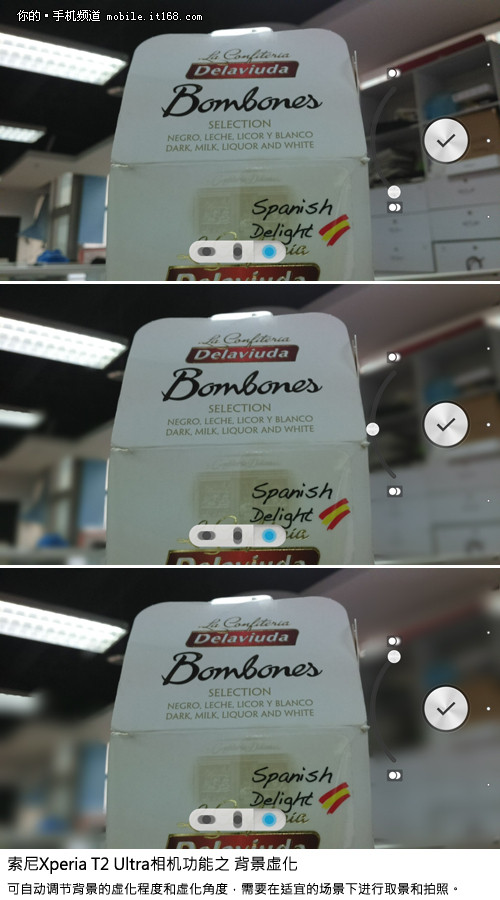 你的·手机频道 mobile.it168.com
La Confitería
Delaviuda
Bombones
SELECTION
NEGRO, LECHE, LICOR Y BLANCO
DARK, MILK, LIQUOR AND WHITE
Spanish
Delight
Delaviuda
La Confitería
Delaviuda
Bombones
SELECTION
NEGRO, LECHE, LICOR Y BLANCO
DARK, MILK, LIQUOR AND WHITE
Spanish
Delight
La Confitería
Delaviuda
Bombones
SELECTION
NEGRO, LECHE, LICOR Y BLANCO
DARK, MILK, LIQUOR AND WHITE
Spanish
Delight
索尼Xperia T2 Ultra相机功能之 背景虚化
可自动调节背景的虚化程度和虚化角度，需要在适宜的场景下进行取景和拍照。